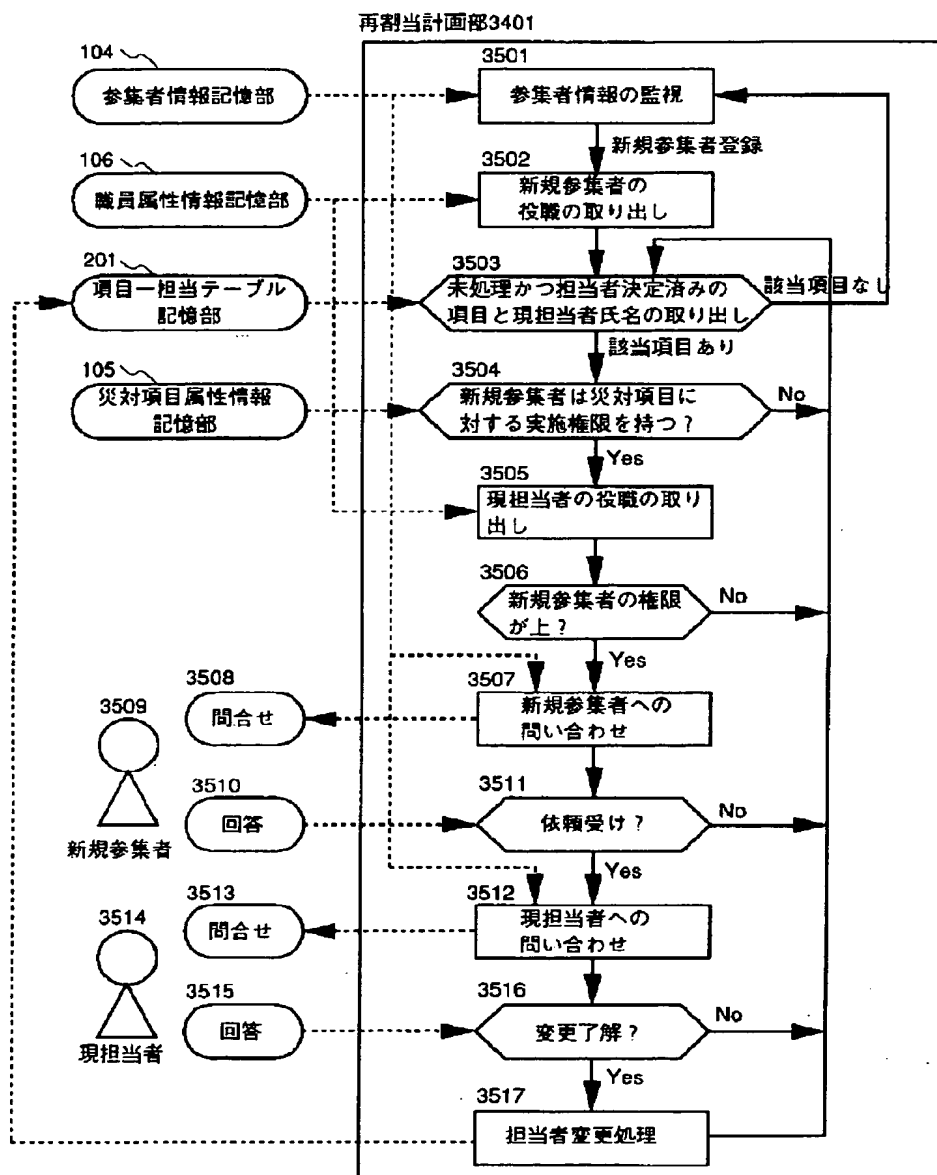 再割当計画部3401
104
参集者情報記憶部
3501
参集者情報の監視
新規参集者登録
106
職員属性情報記憶部
3502
新規参集者の
役職の取り出し
201
項目ー担当テーブル
記憶部
3503
未処理かつ担当者決定済みの
項目と現担当者氏名の取り出し
該当項目なし
該当項目あり
105
災対項目属性情報
記憶部
3504
新規参集者は災対項目に
対する実施権限を持つ?
No
Yes
3505
現担当者の役職の取り
出し
3506
新規参集者の権限
が上?
No
Yes
3507
新規参集者への
問い合わせ
3508
問合せ
3509
新規参集者
3510
回答
3511
依頼受け?
No
Yes
3512
現担当者への
問い合わせ
3513
問合せ
3514
現担当者
3515
回答
3516
変更了解?
No
Yes
3517
担当者変更処理